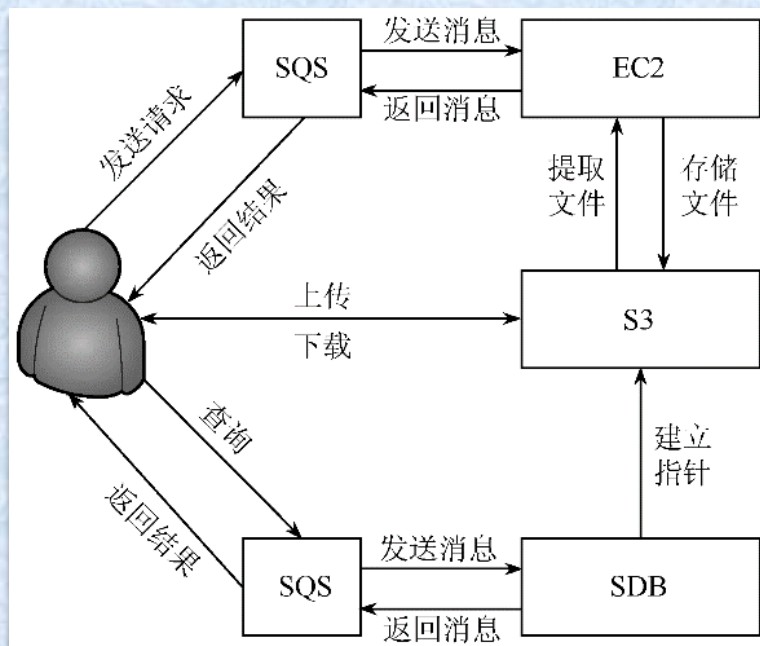 SQS
发送消息
EC2
返回消息
发送请求
返回结果
提取
文件
存储
文件
上传
下载
S3
查询
返回结果
建立
指针
SQS
发送消息
SDB
返回消息